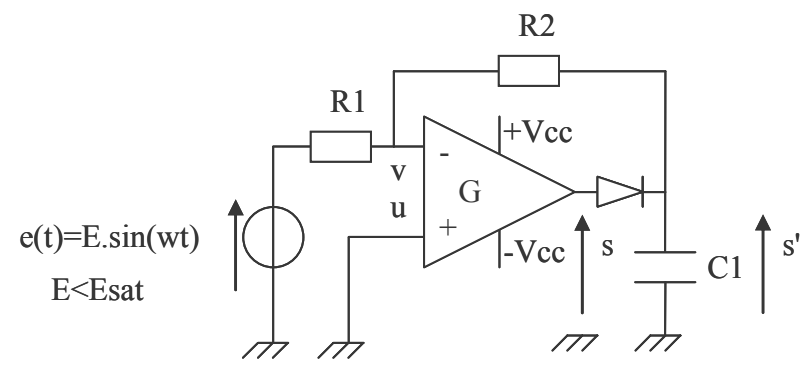 R2
R1
+Vcc
-
v
G
u
+
e(t)=E.sin(wt)
-Vcc
s
C1
s'
E<Esat